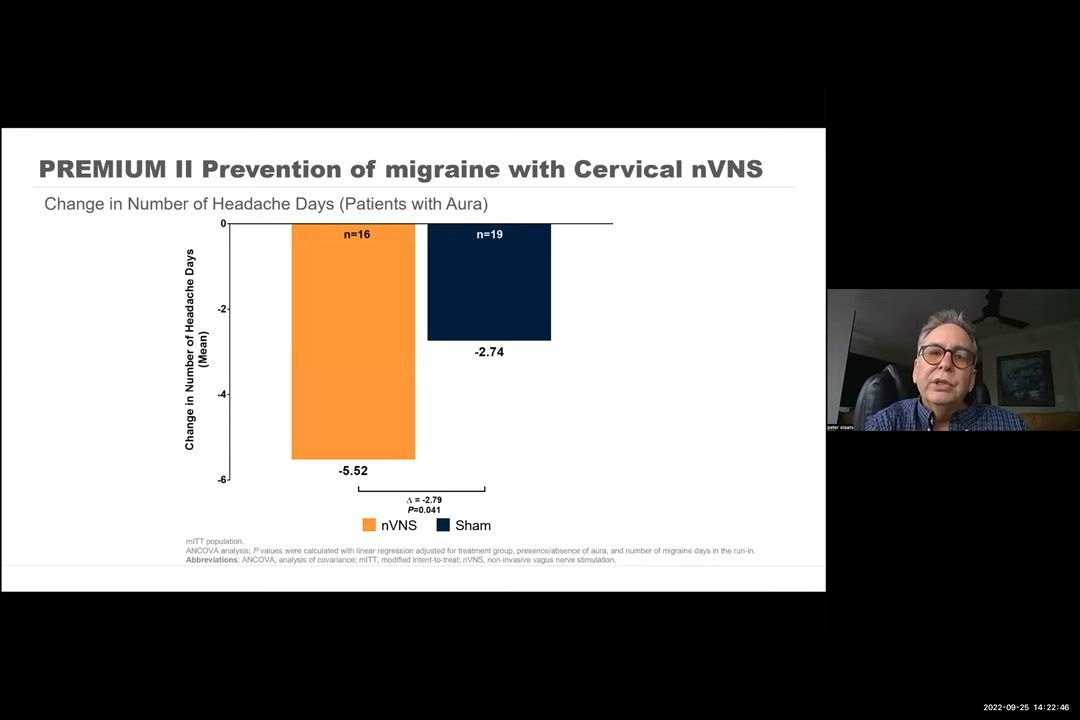 PREMIUM II Prevention of migraine with Cervical nVNS
Change in Number of Headache Days (Patients with Aura)
Change in Number of Headache Days
(Mean)
0
-2
-4
-6
n=16
n=19
-5.52
-2.74
Δ = -2.79
P=0.041
nVNS
Sham
mITT population.
ANCOVA analysis; P values were calculated with linear regression adjusted for treatment group, presence/absence of aura, and number of migraine days in the run-in.
Abbreviations: ANCOVA, analysis of covariance; mITT, modified intent-to-treat; nVNS, non-invasive vagus nerve stimulation.
peter staats
2022-09-25 14:22:46